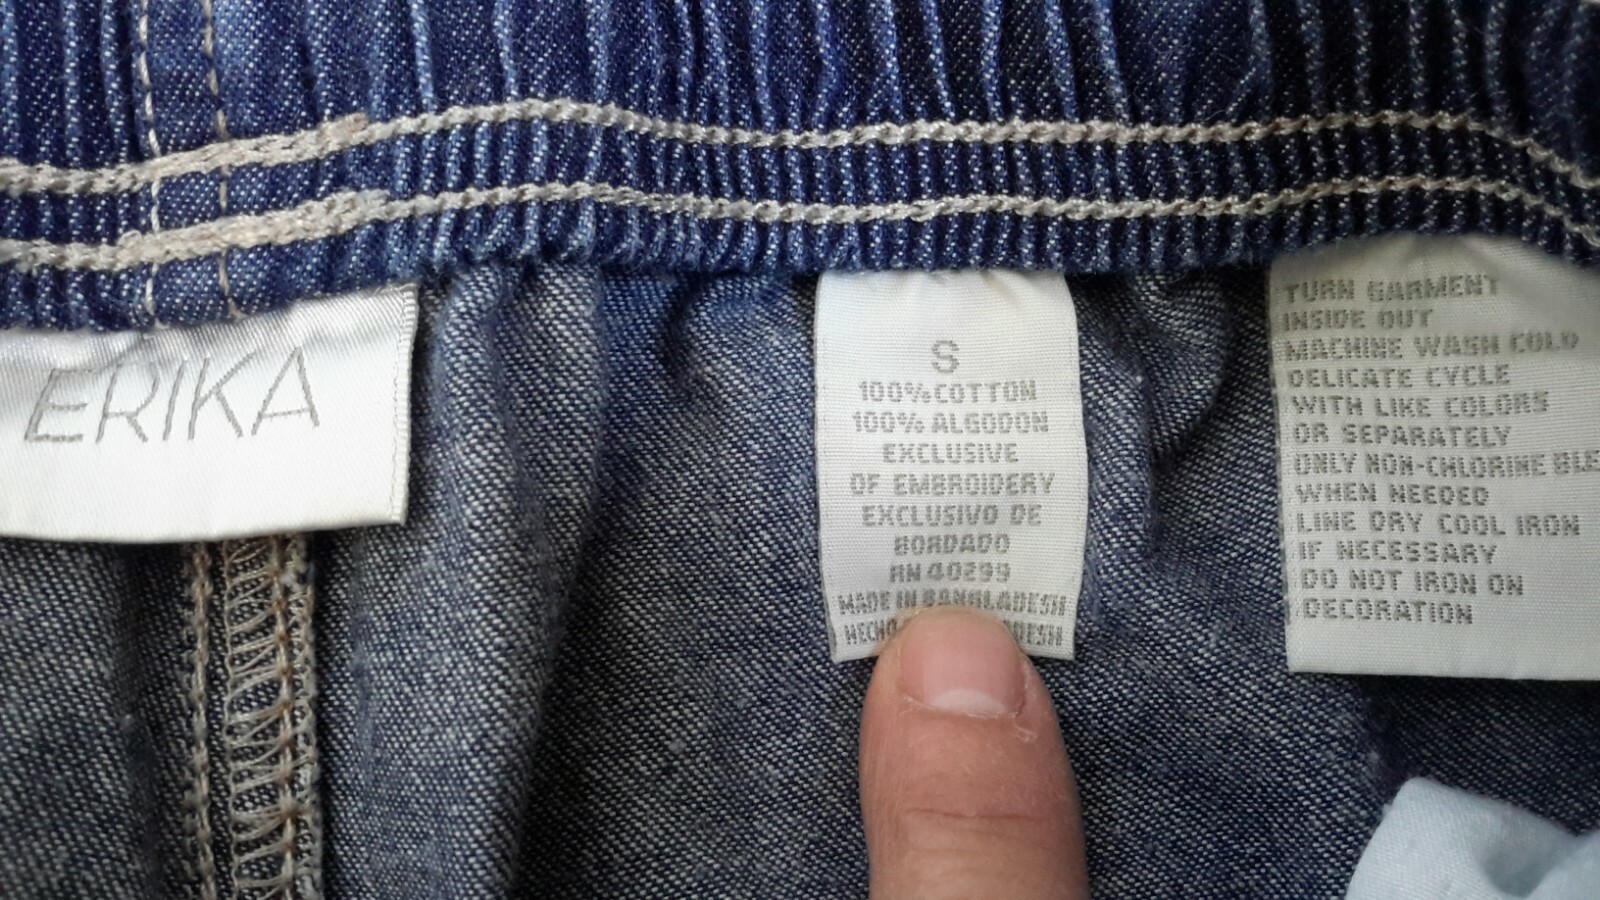 ERIKA
S
100% COTTON
100% ALGODON
EXCLUSIVE
OF EMBROIDERY
EXCLUSIVO DE
BORDADO
RN 40299
MADE IN BANGLADESH
HECHO
TURN GARMENT
INSIDE OUT
MACHINE WASH COLD
DELICATE CYCLE
WITH LIKE COLORS
OR SEPARATELY
ONLY NON-CHLORINE BLE
WHEN NEEDED
LINE DRY COOL IRON
IF NECESSARY
DO NOT IRON ON
DECORATION